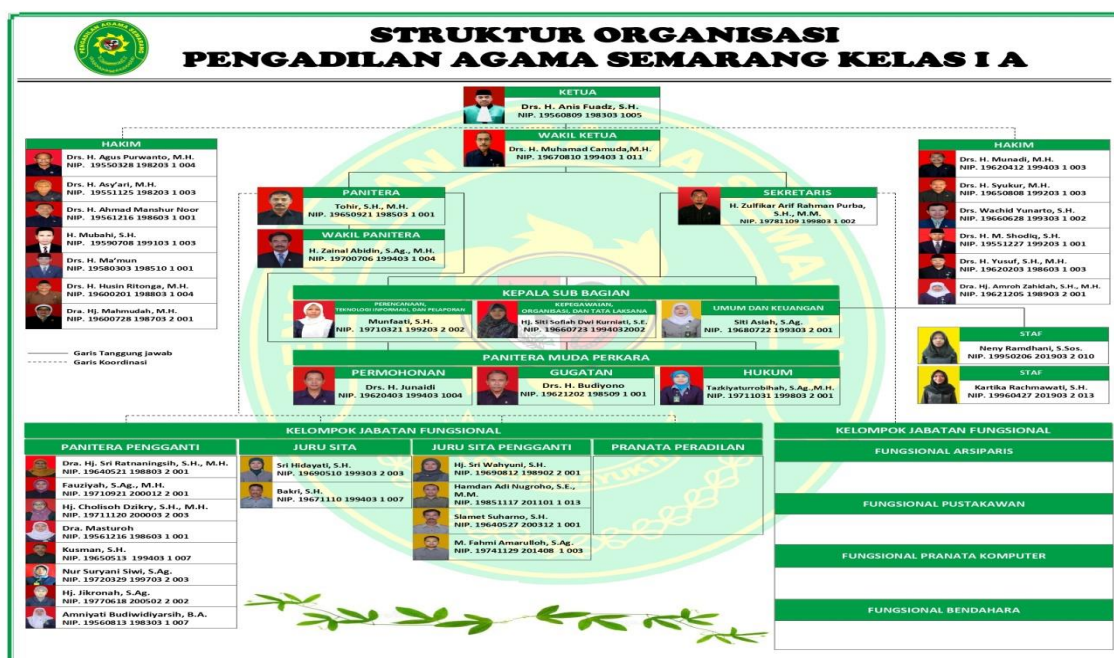 STRUKTUR ORGANISASI
PENGADILAN AGAMA SEMARANG KELAS I A
KETUA
Drs. H. Anis Fuadz, S.H.
NIP. 19560809 198303 1005
WAKIL KETUA
Drs. H. Muhamad Camuda,M.H.
NIP. 19670810 199403 1 011
HAKIM
Drs. H. Agus Purwanto, M.H.
NIP. 19550328 198203 1 004
Drs. H. Asy'ari, M.H.
NIP. 19551125 198203 1 003
Drs. H. Ahmad Manshur Noor
NIP. 19561216 198603 1 001
H. Mubahi, S.H.
NIP. 19590708 199103 1 003
Drs. H. Ma'mun
NIP. 19580303 198510 1 001
Drs. H. Husin Ritonga, M.H.
NIP. 19600201 198803 1 004
Dra. Hj. Mahmudah, M.H.
NIP. 19600728 198703 2 001
HAKIM
Drs. H. Munadi, M.H.
NIP. 19620412 199403 1 003
Drs. H. Syukur, M.H.
NIP. 19650808 199203 1 003
Drs. Wachid Yunarto, S.H.
NIP. 19660628 199303 1 002
Drs. H. M. Shodiq, S.H.
NIP. 19551227 199203 1 001
Drs. H. Yusuf, S.H., M.H.
NIP. 19620203 198603 1 003
Dra. Hj. Amroh Zahidah, S.H., M.H.
NIP. 19621205 198903 2 001
PANITERA
Tohir, S.H., M.H.
NIP. 19650921 198503 1 001
WAKIL PANITERA
H. Zainal Abidin, S.Ag., M.H.
NIP. 19700706 199403 1 004
SEKRETARIS
H. Zulfikar Arif Rahman Purba,
S.H., M.M.
NIP. 19781109 199803 1 002
KEPALA SUB BAGIAN
PERENCANAAN,
TEKNOLOGI INFORMASI, DAN PELAPORAN
Munfaati, S.H.
NIP. 19710321 199203 2 002
KEPEGAWAIAN,
ORGANISASI, DAN TATA LAKSANA
Hj. Siti Sofiah Dwi Kurniati, S.E.
NIP. 19660723 1994032002
UMUM DAN KEUANGAN
Siti Asiah, S.Ag.
NIP. 19680722 199303 2 001
STAF
Neny Ramdhani, S.Sos.
NIP. 19950206 201903 2 010
STAF
Kartika Rachmawati, S.H.
NIP. 19960427 201903 2 013
Garis Tanggung jawab
Garis Koordinasi
PANITERA MUDA PERKARA
PERMOHONAN
Drs. H. Junaidi
NIP. 19620403 199403 1004
GUGATAN
Drs. H. Budiyono
NIP. 19621202 198509 1 001
HUKUM
Tazkiyaturrobihah, S.Ag.,M.H.
NIP. 19711031 199803 2 001
KELOMPOK JABATAN FUNGSIONAL
PANITERA PENGGANTI
Dra. Hj. Sri Ratnaningsih, S.H., M.H.
NIP. 19640521 198803 2 001
Fauziyah, S.Ag., M.H.
NIP. 19710921 200012 2 001
Hj. Cholisoh Dzikry, S.H., M.H.
NIP. 19711120 200003 2 003
Dra. Masturoh
NIP. 19561216 198603 1 001
Kusman, S.H.
NIP. 19650513 199403 1 007
Nur Suryani Siwi, S.Ag.
NIP. 19720329 199703 2 003
Hj. Jikronah, S.Ag.
NIP. 19770618 200502 2 002
Amniyati Budiwidiyarsih, B.A.
NIP. 19560813 198303 1 007
JURU SITA
Sri Hidayati, S.H.
NIP. 19690510 199303 2 003
Bakri, S.H.
NIP. 19671110 199403 1 007
JURU SITA PENGGANTI
Hj. Sri Wahyuni, S.H.
NIP. 19690812 198902 2 001
Hamdan Adi Nugroho, S.E.,
M.M.
NIP. 19851117 201101 1 013
Slamet Suharno, S.H.
NIP. 19640527 200312 1 001
M. Fahmi Amarulloh, S.Ag.
NIP. 19741129 201408 1 003
PRANATA PERADILAN
KELOMPOK JABATAN FUNGSIONAL
FUNGSIONAL ARSIPARIS
FUNGSIONAL PUSTAKAWAN
FUNGSIONAL PRANATA KOMPUTER
FUNGSIONAL BENDAHARA